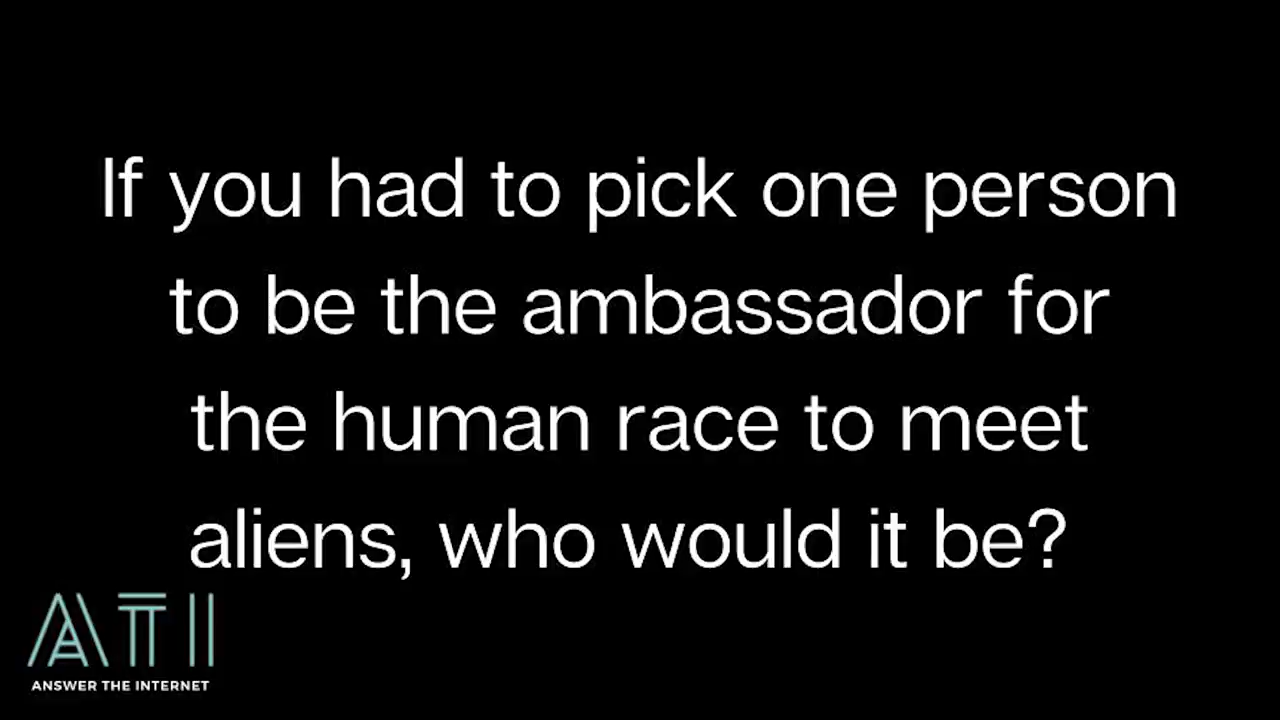 If you had to pick one person
to be the ambassador for
the human race to meet
aliens, who would it be?
ATI
ANSWER THE INTERNET